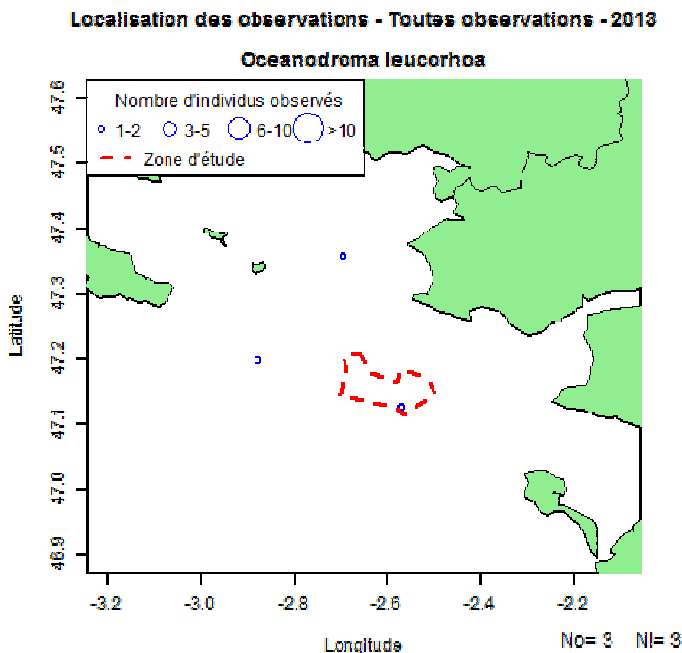 Localisation des observations - Toutes observations - 2013
Oceanodroma leucorhoa
Nombre d'individus observés
1-2 3-5 6-10 >10
Zone d'étude
Latitude
47.6
47.5
47.4
47.3
47.2
47.1
47.0
46.9
-3.2 -3.0 -2.8 -2.6 -2.4 -2.2
Longitude
No= 3 NI= 3